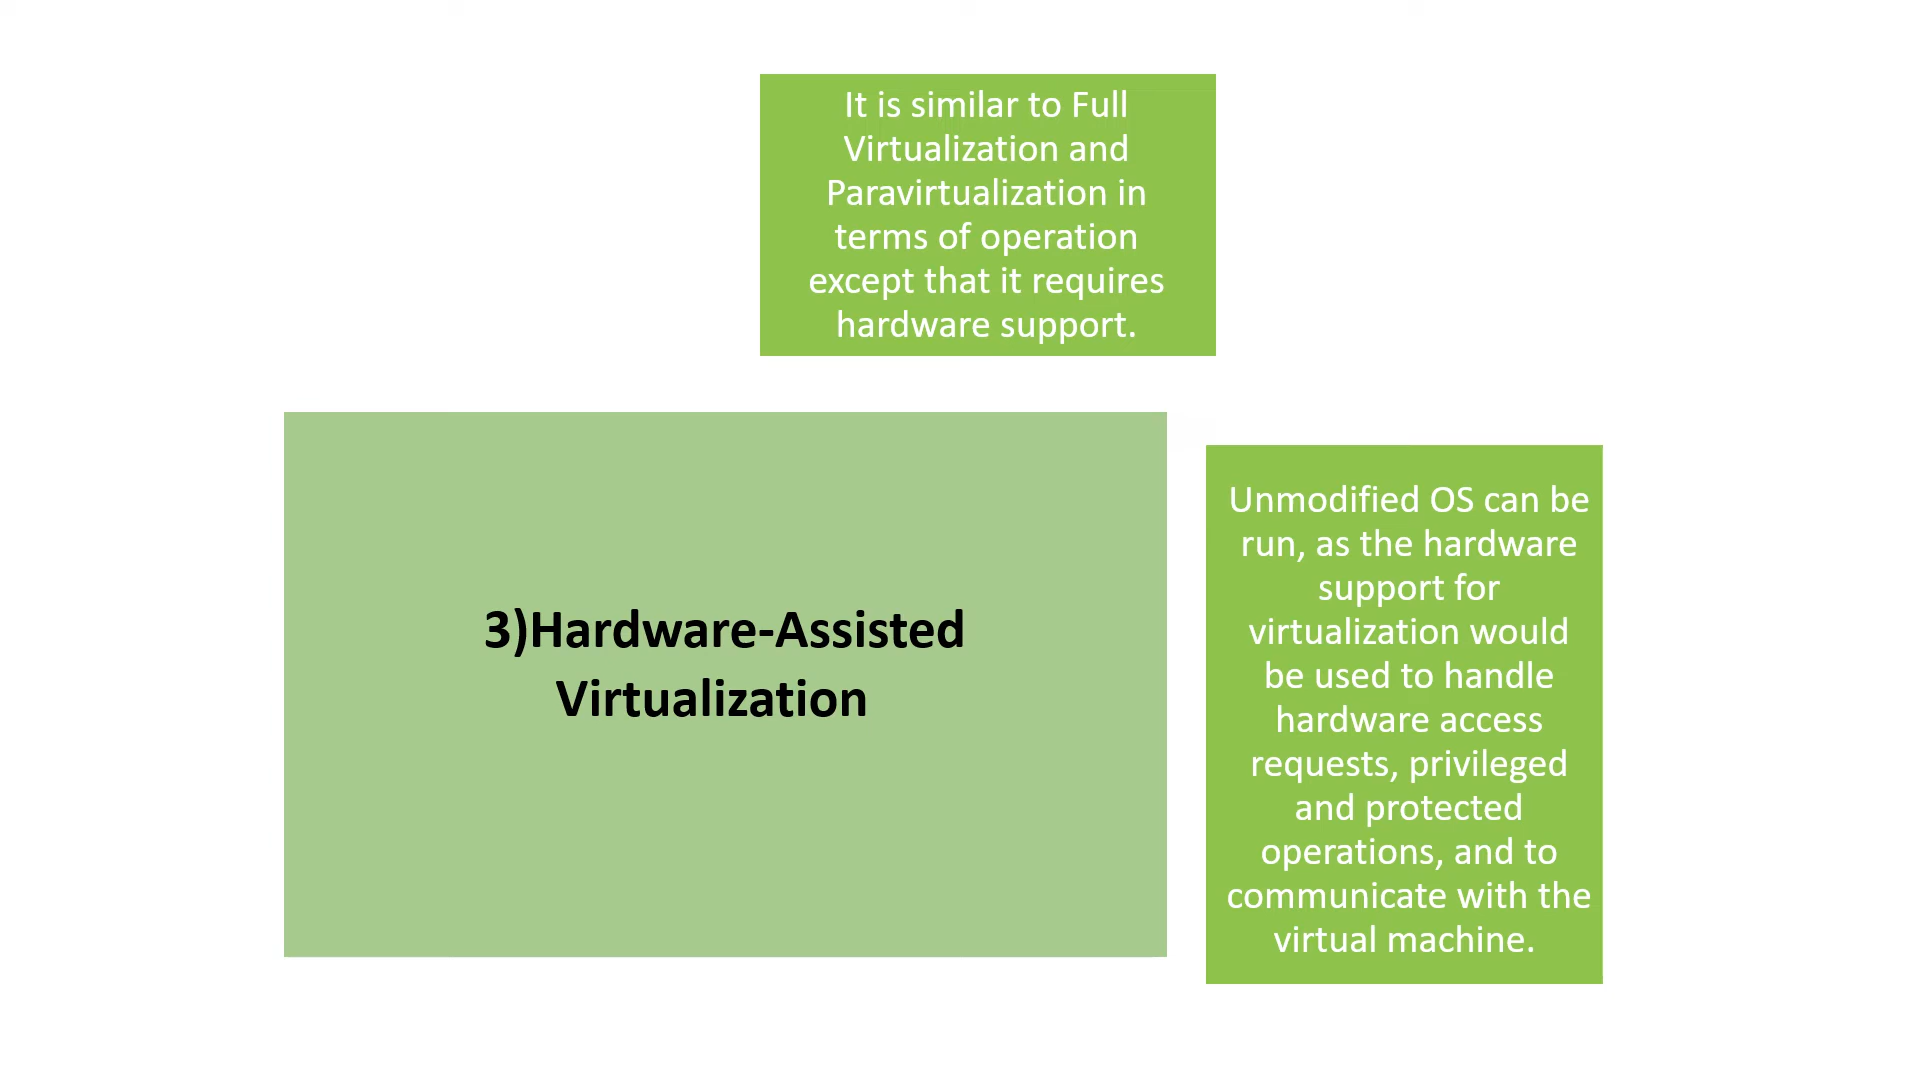 It is similar to Full
Virtualization and
Paravirtualization in
terms of operation
except that it requires
hardware support.
3)Hardware-Assisted
Virtualization
Unmodified OS can be
run, as the hardware
support for
virtualization would
be used to handle
hardware access
requests, privileged
and protected
operations, and to
communicate with the
virtual machine.